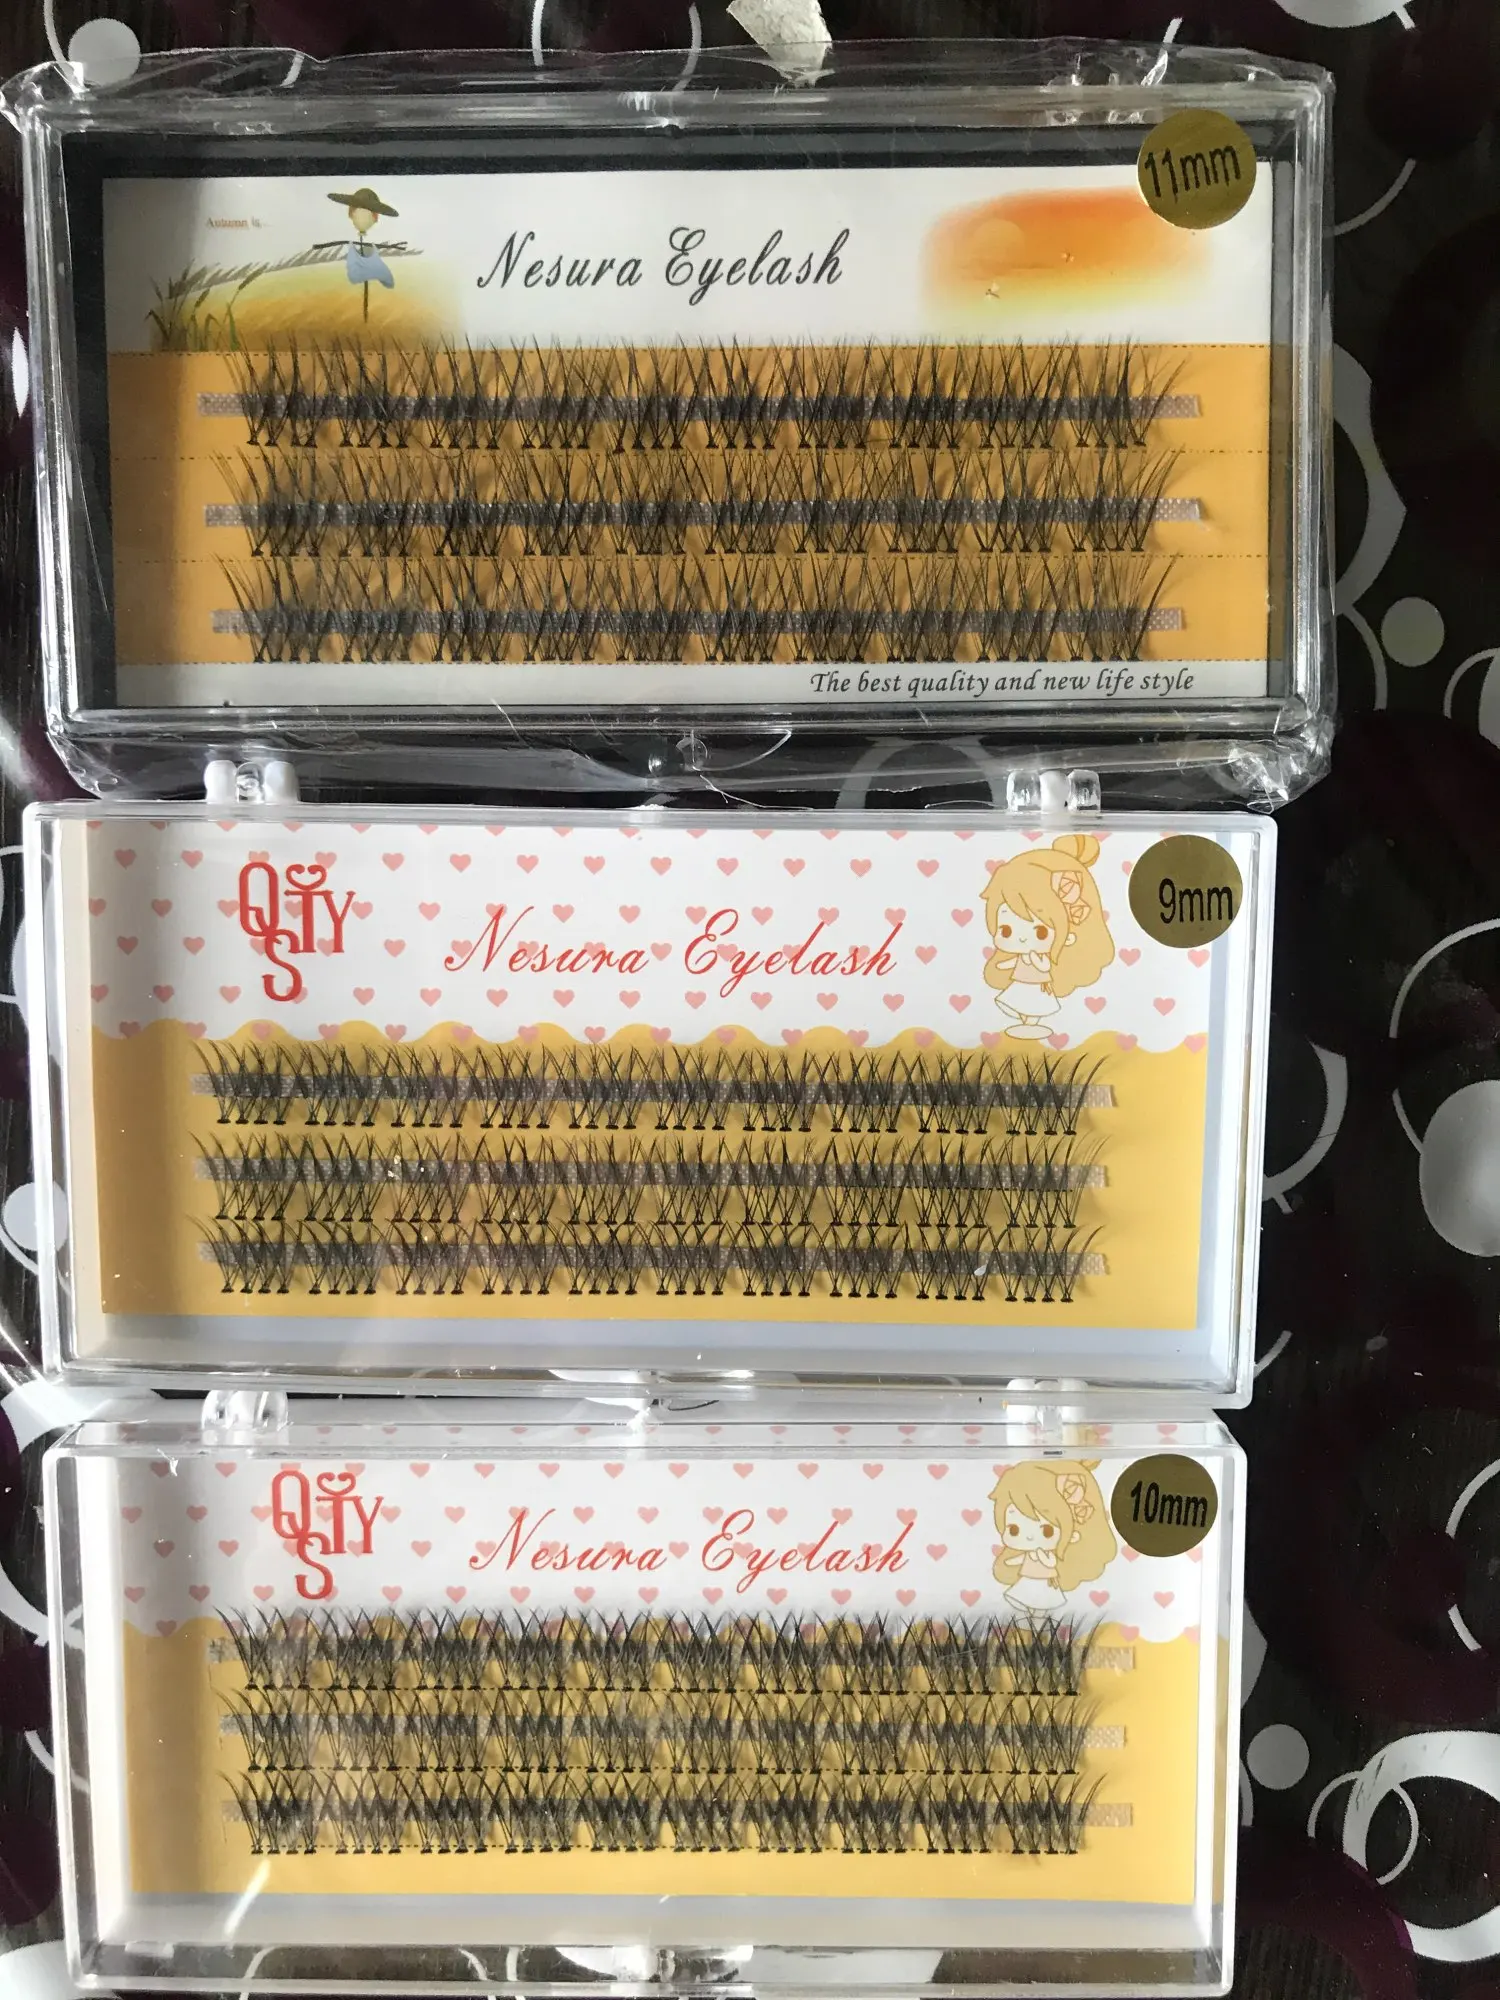 11mm
Autumn is...
Nesura Eyelash
The best quality and new life style
9mm
QSTY
S
Nesura Eyelash
10mm
QSTY
S
Nesura Eyelash